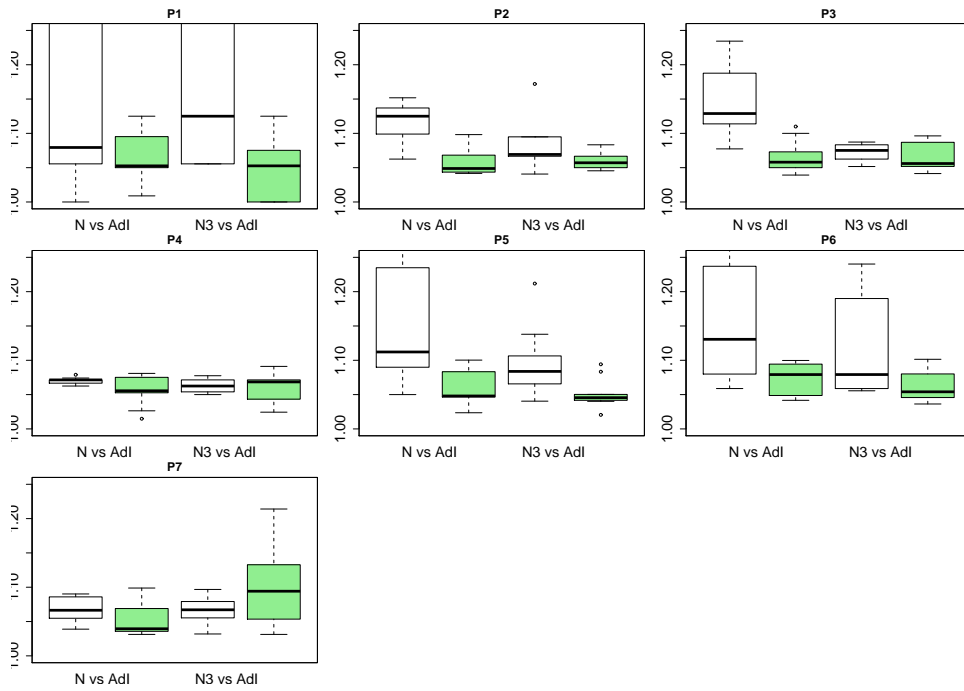 P1
P2
P3
1.20
1.10
1.00
1.20
1.10
1.00
1.20
1.10
1.00
N vs AdI
N3 vs AdI
N vs AdI
N3 vs AdI
N vs AdI
N3 vs AdI
P4
P5
P6
1.20
1.10
1.00
1.20
1.10
1.00
1.20
1.10
1.00
N vs AdI
N3 vs AdI
N vs AdI
N3 vs AdI
N vs AdI
N3 vs AdI
P7
1.20
1.10
1.00
N vs AdI
N3 vs AdI